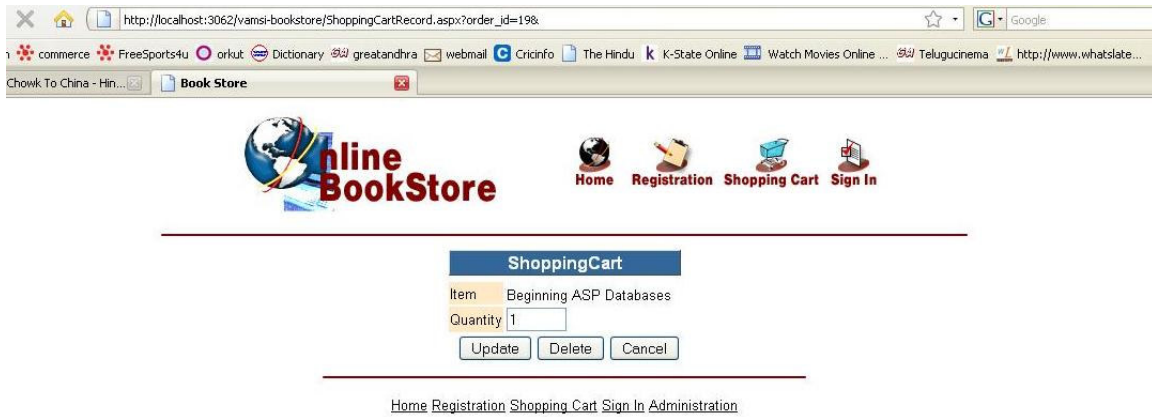 http://localhost:3062/vamsi-bookstore/ShoppingCartRecord.aspx?order_id=19&
G Google
commerce FreeSports4u orkut Dictionary greatandhra webmail C Cricinfo The Hindu k K-State Online Watch Movies Online ... Telugucinema http://www.whatslate...
Chowk To China - Hin... Book Store
nline
BookStore
Home Registration Shopping Cart Sign In
ShoppingCart
Item Beginning ASP Databases
Quantity 1
Update Delete Cancel
Home Registration Shopping Cart Sign In Administration